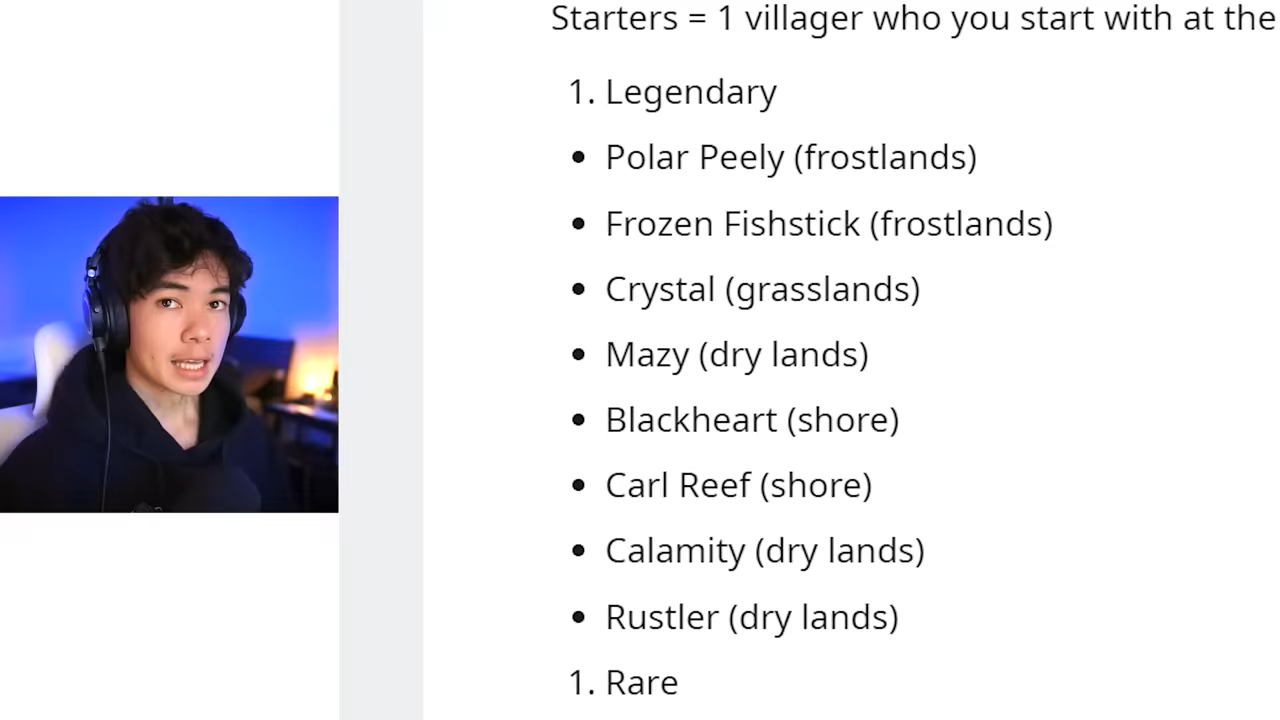 Starters = 1 villager who you start with at the
1. Legendary
• Polar Peely (frostlands)
• Frozen Fishstick (frostlands)
• Crystal (grasslands)
• Mazy (dry lands)
• Blackheart (shore)
• Carl Reef (shore)
• Calamity (dry lands)
• Rustler (dry lands)
1. Rare